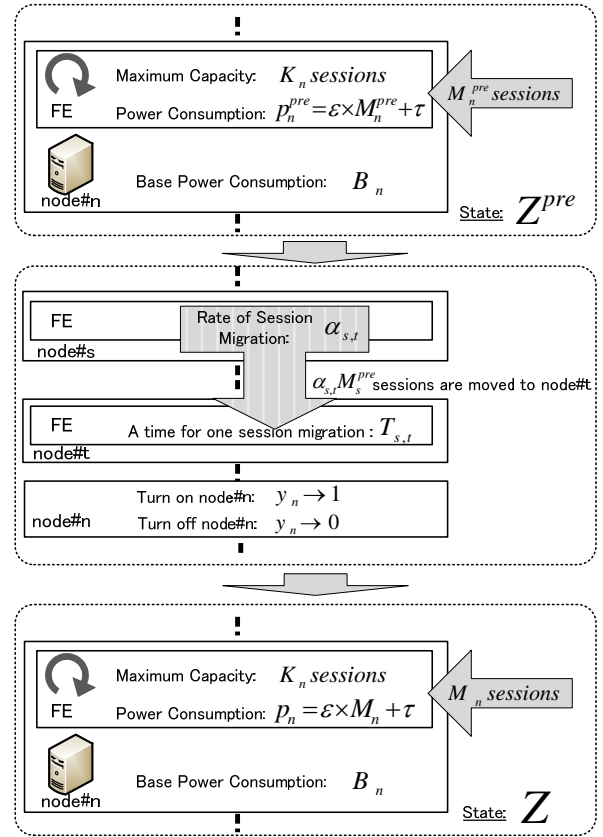 Maximum Capacity: K_n sessions
FE
Power Consumption: p_n^{pre} = ε×M_n^{pre}+τ
M_n^{pre} sessions
node#n
Base Power Consumption: B_n
State: Z^{pre}
FE
node#s
Rate of Session Migration: α_{s,t}
α_{s,t}M_s^{pre} sessions are moved to node#t
FE
A time for one session migration : T_{s,t}
node#t
Turn on node#n: y_n → 1
node#n
Turn off node#n: y_n → 0
Maximum Capacity: K_n sessions
FE
Power Consumption: p_n = ε×M_n+τ
M_n sessions
node#n
Base Power Consumption: B_n
State: Z